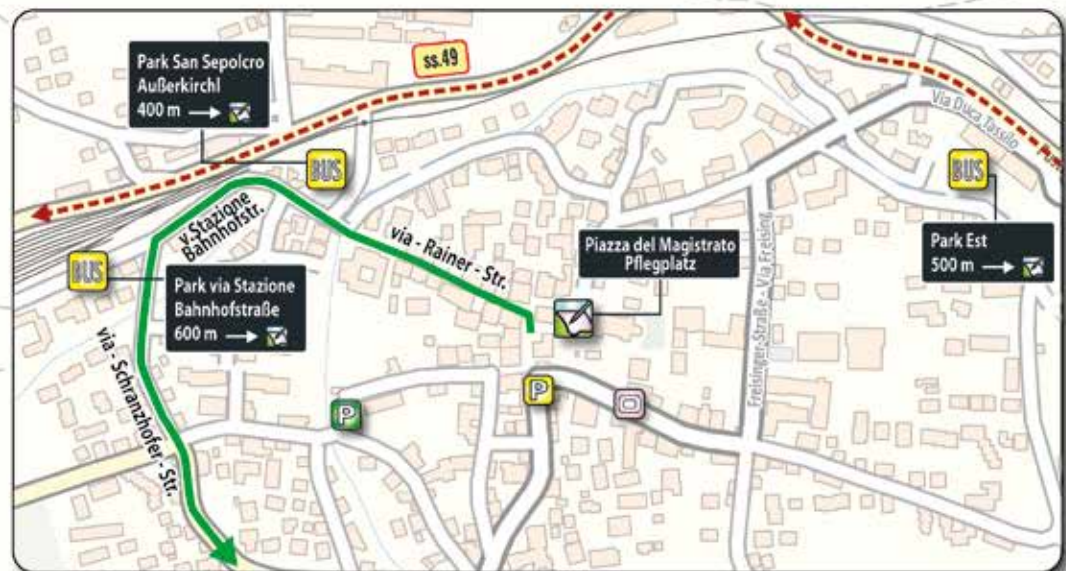 Park San Sepolcro
Außerkirchl
400 m
ss.49
BUS
Via Duca Tassilo
BUS
v.Stazione
Bahnhofstr.
via - Rainer - Str.
Piazza del Magistrato
Pflegplatz
Park Est
500 m
BUS
Park via Stazione
Bahnhofstraße
600 m
via - Schranzhofer - Str.
Freisinger-Straße - Via Freising
P
P